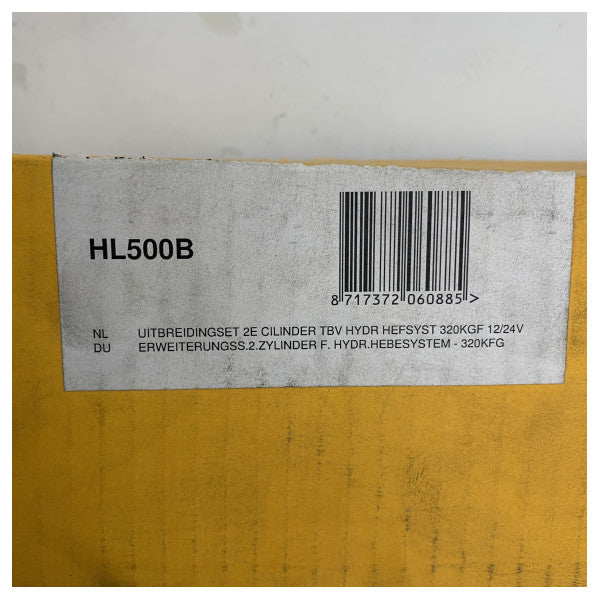 HL500B
8 717372 060885 >
NL UITBREIDINGSET 2E CILINDER TBV HYDR HEFSYST 320KGF 12/24V
DU ERWEITERUNGSS.2.ZYLINDER F. HYDR.HEBESYSTEM - 320KFG